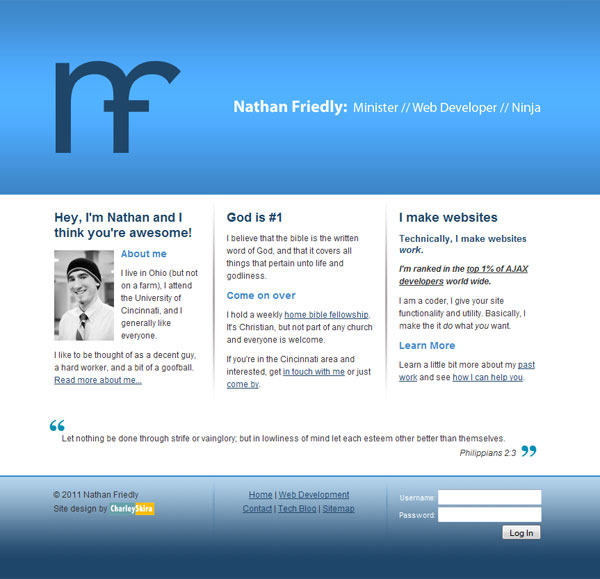 nf
Nathan Friedly: Minister // Web Developer // Ninja
Hey, I'm Nathan and I
think you're awesome!
About me
I live in Ohio (but not
on a farm), I attend
the University of
Cincinnati, and I
generally like
everyone.
I like to be thought of as a decent guy,
a hard worker, and a bit of a goofball.
Read more about me...
God is #1
I believe that the bible is the written
word of God, and that it covers all
things that pertain unto life and
godliness.
Come on over
I hold a weekly home bible fellowship.
It's Christian, but not part of any church
and everyone is welcome.
If you're in the Cincinnati area and
interested, get in touch with me or just
come by.
I make websites
Technically, I make websites
work.
I'm ranked in the top 1% of AJAX
developers world wide.
I am a coder, I give your site
functionality and utility. Basically, I
make the it do what you want.
Learn More
Learn a little bit more about my past
work and see how I can help you.
“
Let nothing be done through strife or vainglory; but in lowliness of mind let each esteem other better than themselves.
Philippians 2:3 ”
© 2011 Nathan Friedly
Site design by CharleySkira
Home | Web Development
Contact | Tech Blog | Sitemap
Username:
Password:
Log In